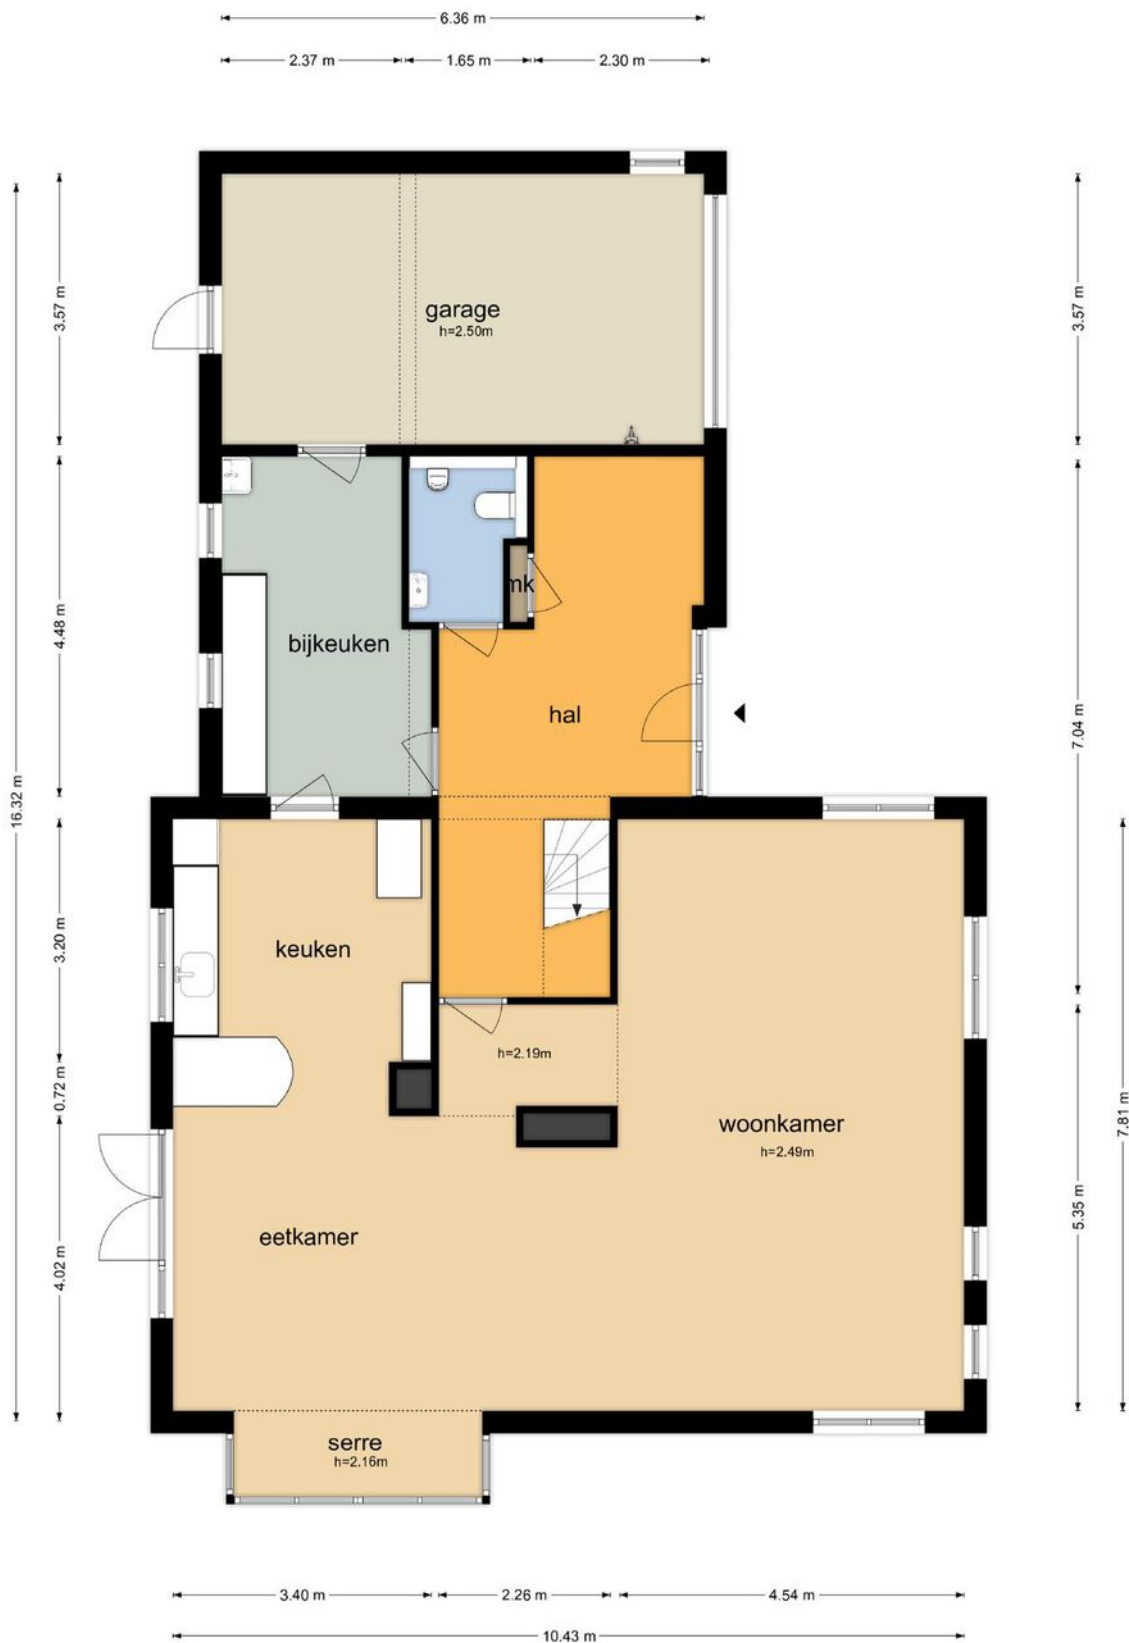 6.36 m
2.37 m
1.65 m
2.30 m
garage
h=2.50m
3.57 m
3.57 m
16.32 m
bijkeuken
mk
hal
4.48 m
7.04 m
keuken
3.20 m
h=2.19m
0.72 m
woonkamer
h=2.49m
7.81 m
5.35 m
eetkamer
4.02 m
serre
h=2.16m
3.40 m
2.26 m
4.54 m
10.43 m